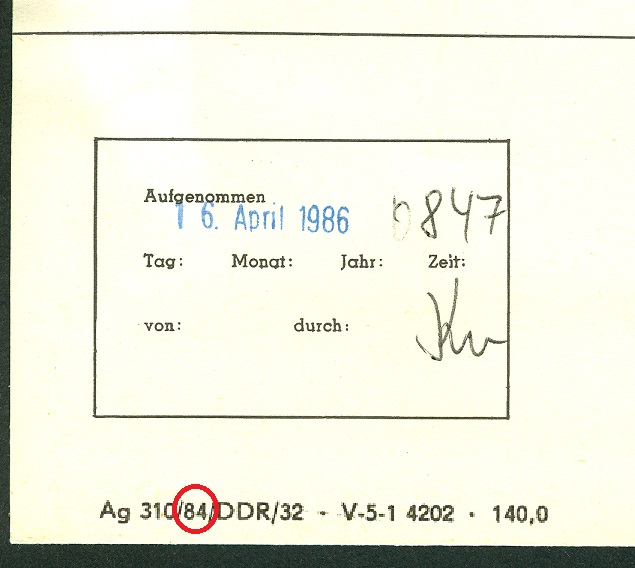 Aufgenommen
16. April 1986 0847
Tag: Monat: Jahr: Zeit:
von: durch:
Ag 310/84/DDR/32 - V-5-1 4202 · 140,0